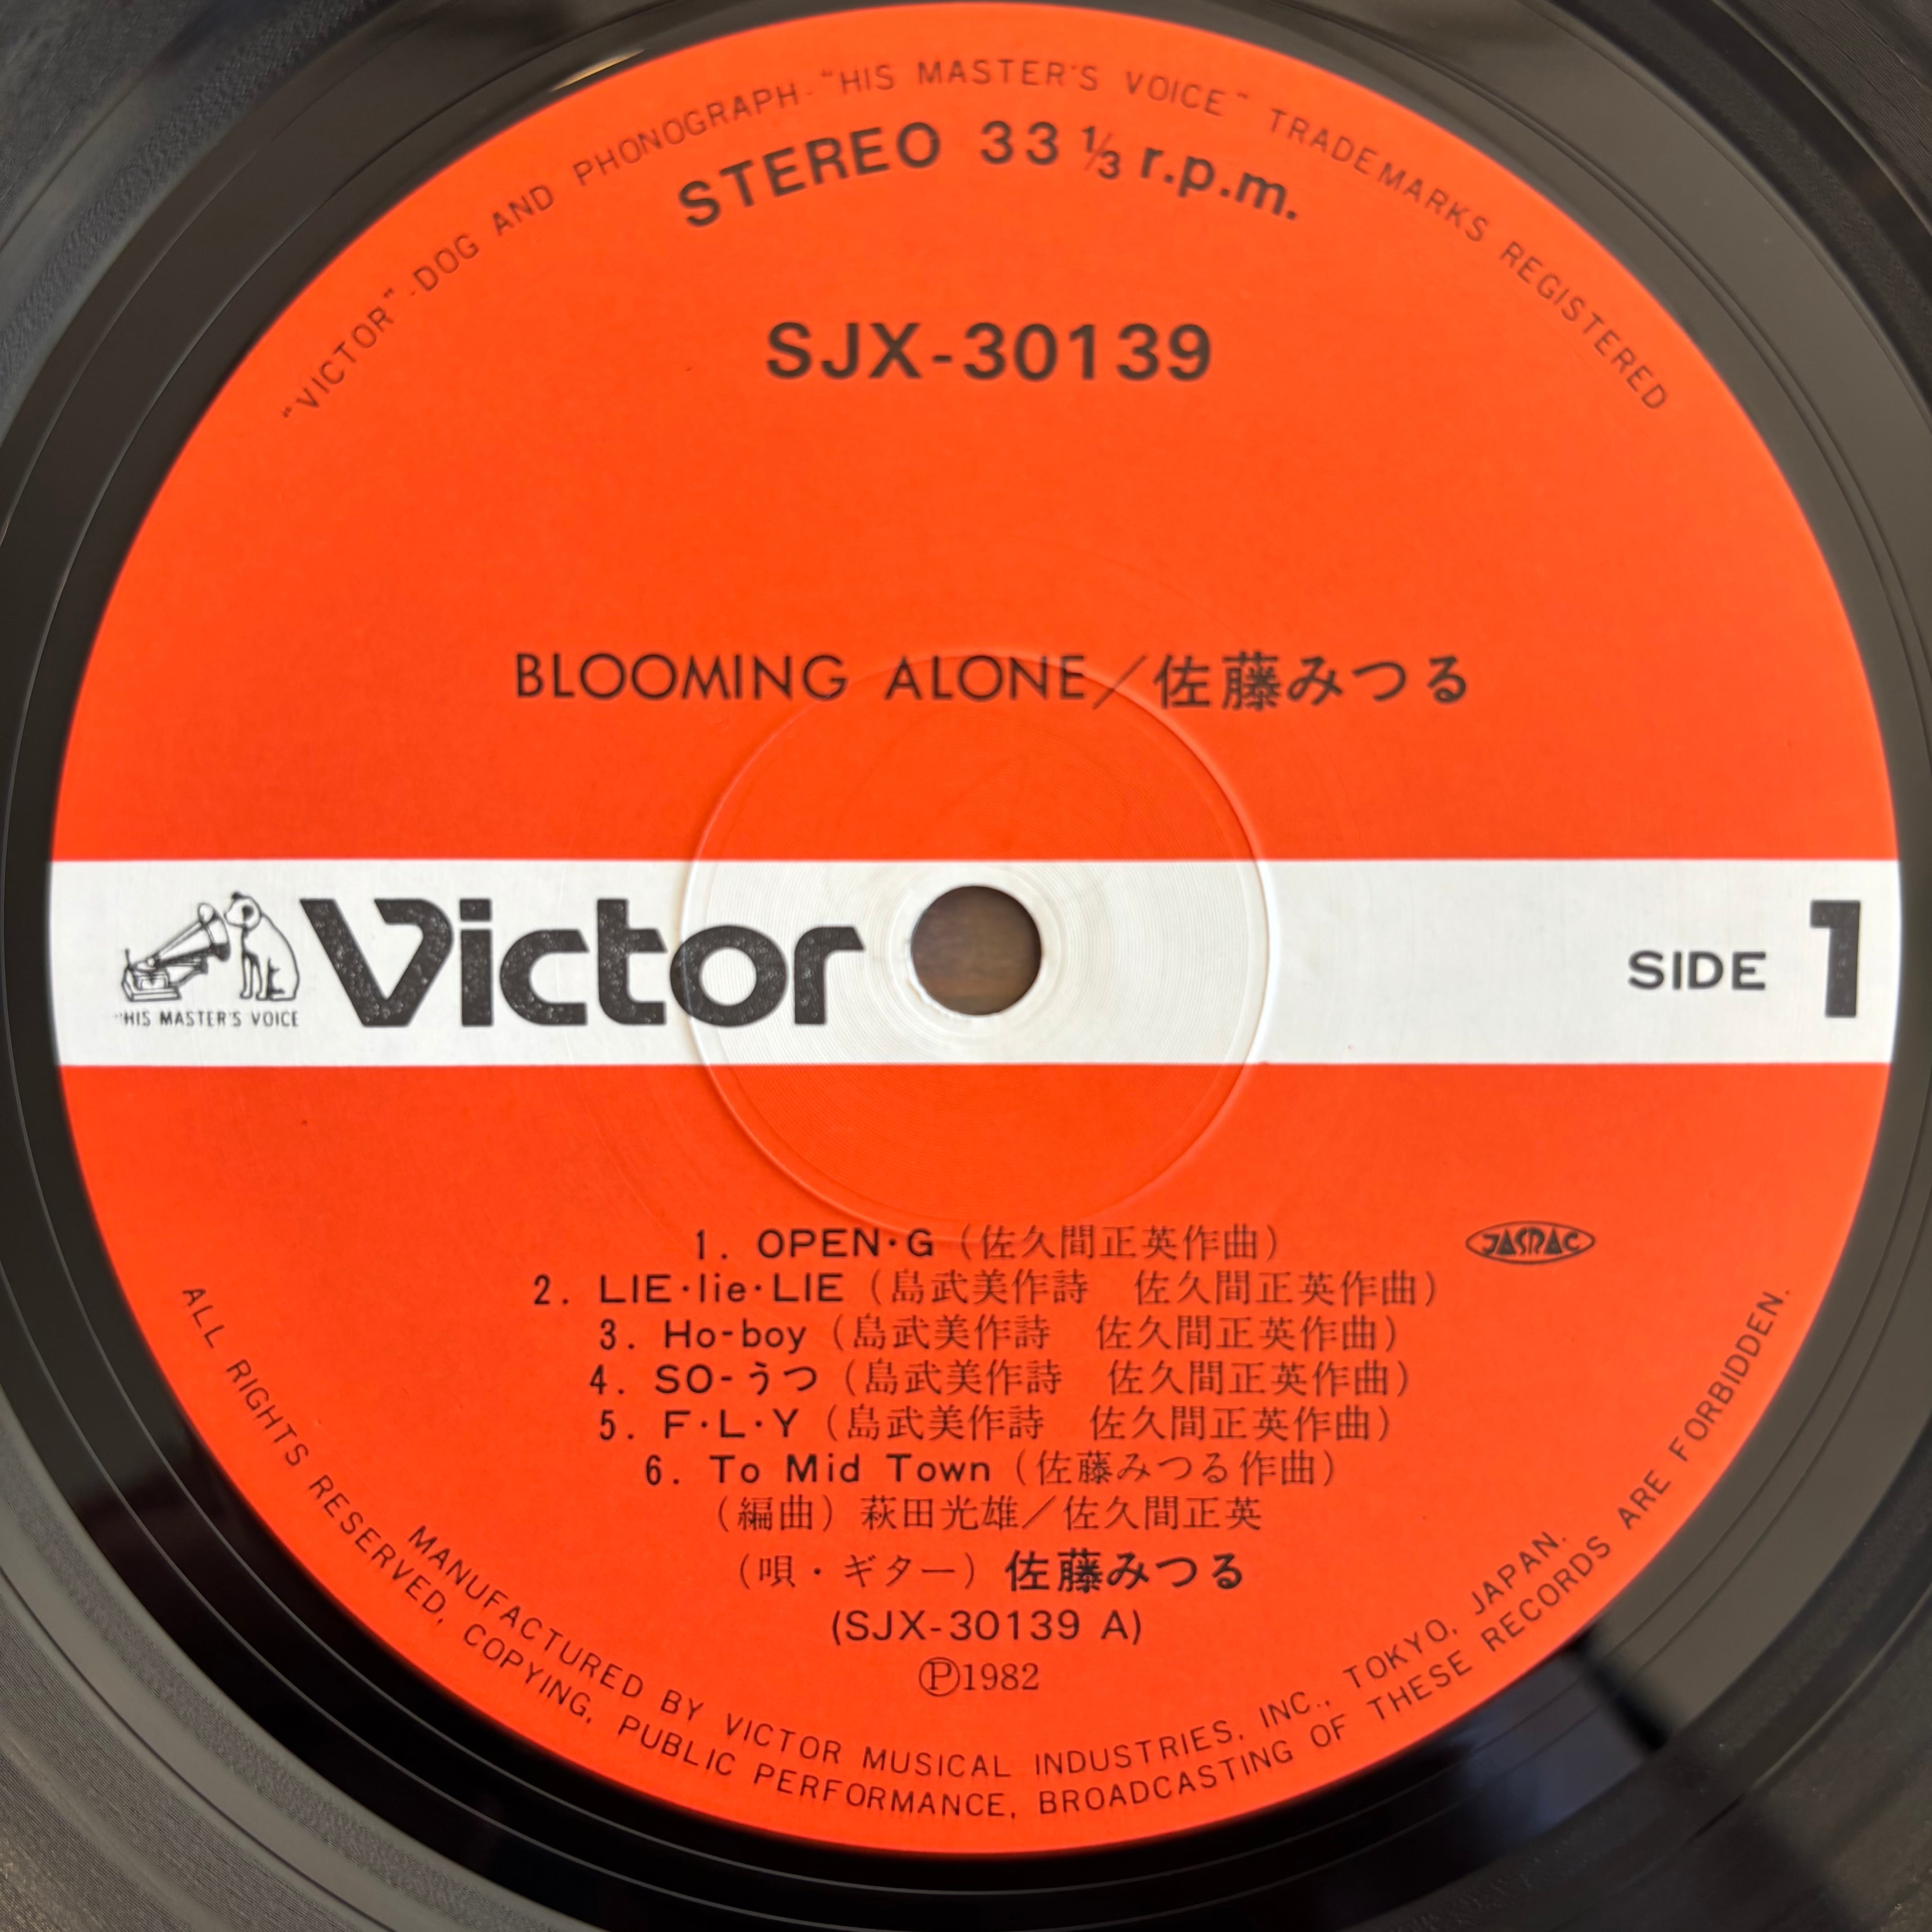 "VICTOR"-DOG AND PHONOGRAPH-"HIS MASTER'S VOICE" TRADEMARKS REGISTERED
STEREO 33 1/3 r.p.m.
SJX-30139
BLOOMING ALONE/佐藤みつる
Victor
"HIS MASTER'S VOICE
SIDE 1
1. OPEN・G（佐久間正英作曲）
JASRAC
2. LIE・lie・LIE（島武美作詩　佐久間正英作曲）
3. Ho-boy（島武美作詩　佐久間正英作曲）
4. SO-うつ（島武美作詩　佐久間正英作曲）
5. F・L・Y（島武美作詩　佐久間正英作曲）
6. To Mid Town（佐藤みつる作曲）
（編曲）萩田光雄／佐久間正英
（唄・ギター）佐藤みつる
(SJX-30139 A)
Ⓟ1982
MANUFACTURED BY VICTOR MUSICAL INDUSTRIES, INC., TOKYO, JAPAN.
ALL RIGHTS RESERVED, COPYING, PUBLIC PERFORMANCE, BROADCASTING OF THESE RECORDS ARE FORBIDDEN.